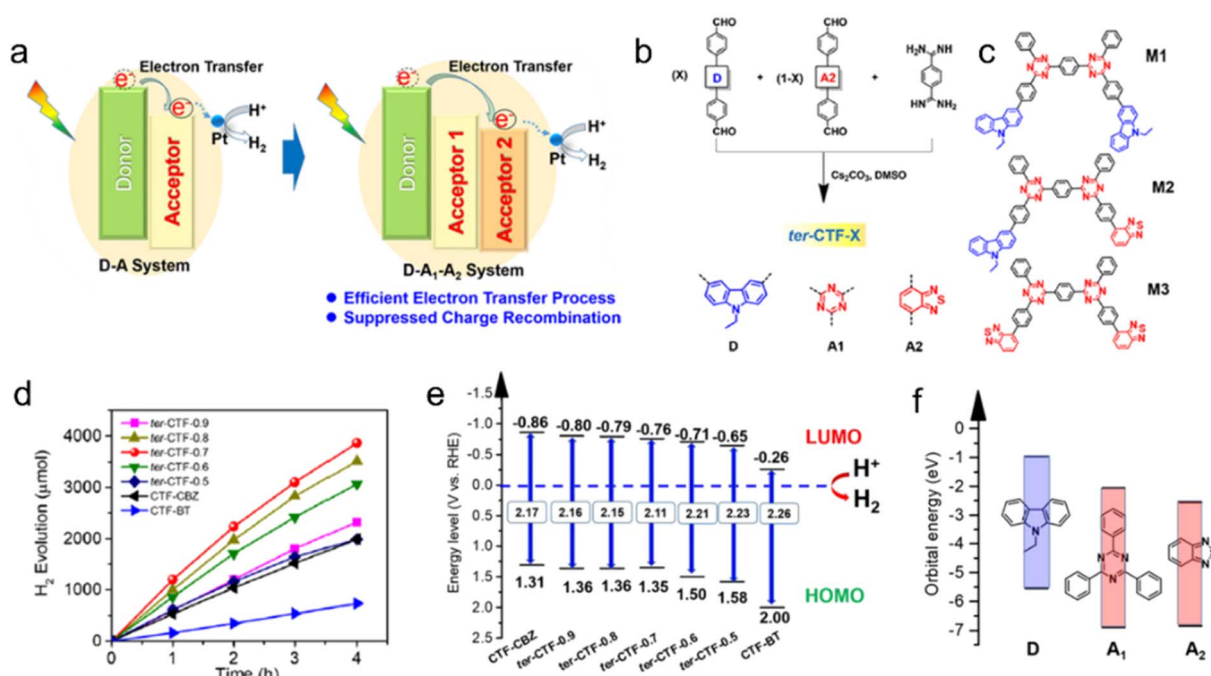 a
Electron Transfer
e⁻
e⁻
H⁺
Pt
H₂
Donor
Acceptor
D-A System
Electron Transfer
e⁻
e⁻
H⁺
Pt
H₂
Donor
Acceptor 1
Acceptor 2
D-A₁-A₂ System
● Efficient Electron Transfer Process
● Suppressed Charge Recombination
b
CHO
CHO
(X)
D
+
(1-X)
A2
+
H₂N
NH
HN
NH₂
CHO
CHO
Cs₂CO₃, DMSO
ter-CTF-X
N
N
N
N
N
S
N
D
A1
A2
c
M1
M2
M3
d
H₂ Evolution (μmol)
4000
3000
2000
1000
0
ter-CTF-0.9
ter-CTF-0.8
ter-CTF-0.7
ter-CTF-0.6
ter-CTF-0.5
CTF-CBZ
CTF-BT
0 1 2 3 4
Time (h)
e
Energy level (V vs. RHE)
-1.5
-1.0
-0.5
0.0
0.5
1.0
1.5
2.0
2.5
-0.86 -0.80 -0.79 -0.76 -0.71 -0.65 -0.26
LUMO
H⁺
H₂
2.17 2.16 2.15 2.11 2.21 2.23 2.26
1.31 1.36 1.36 1.35 1.50 1.58 2.00
HOMO
CTF-CBZ
ter-CTF-0.9
ter-CTF-0.8
ter-CTF-0.7
ter-CTF-0.6
ter-CTF-0.5
CTF-BT
f
Orbital energy (eV)
0
-1
-2
-3
-4
-5
-6
-7
D
A₁
A₂